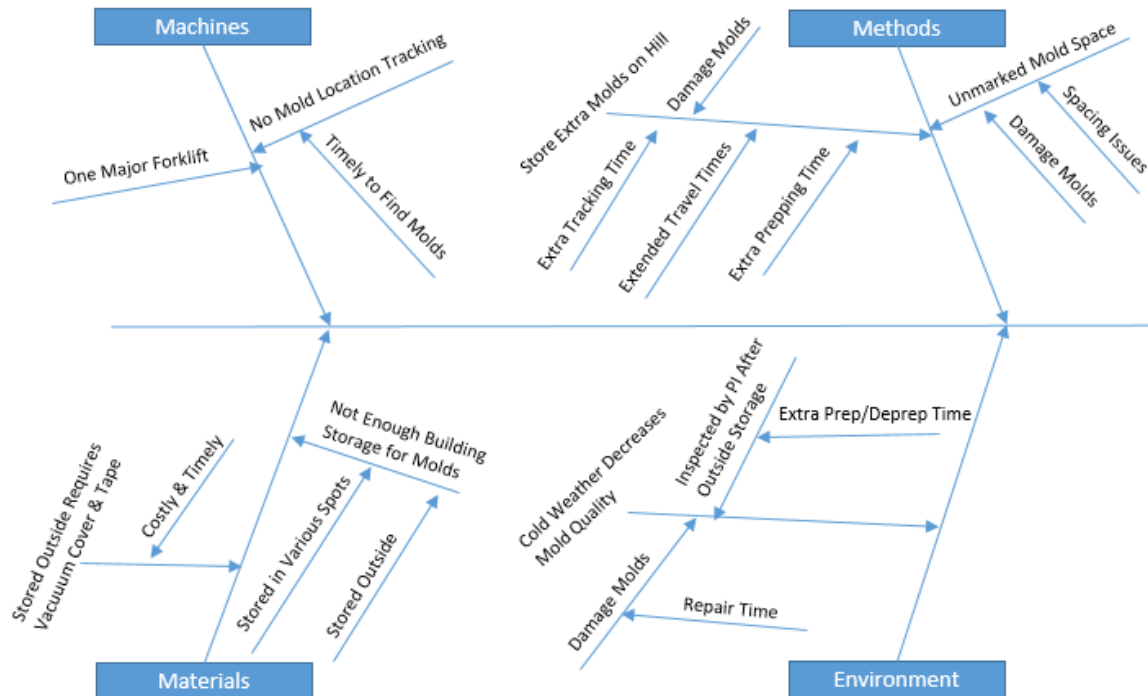 Machines
Methods
No Mold Location Tracking
One Major Forklift
Timely to Find Molds
Store Extra Molds on Hill
Damage Molds
Extra Tracking Time
Extended Travel Times
Extra Prepping Time
Unmarked Mold Space
Spacing Issues
Damage Molds
Stored Outside Requires
Vacuuum Cover & Tape
Costly & Timely
Not Enough Building
Storage for Molds
Stored in Various Spots
Stored Outside
Cold Weather Decreases
Mold Quality
Inspected by PI After
Outside Storage
Extra Prep/Deprep Time
Damage Molds
Repair Time
Materials
Environment